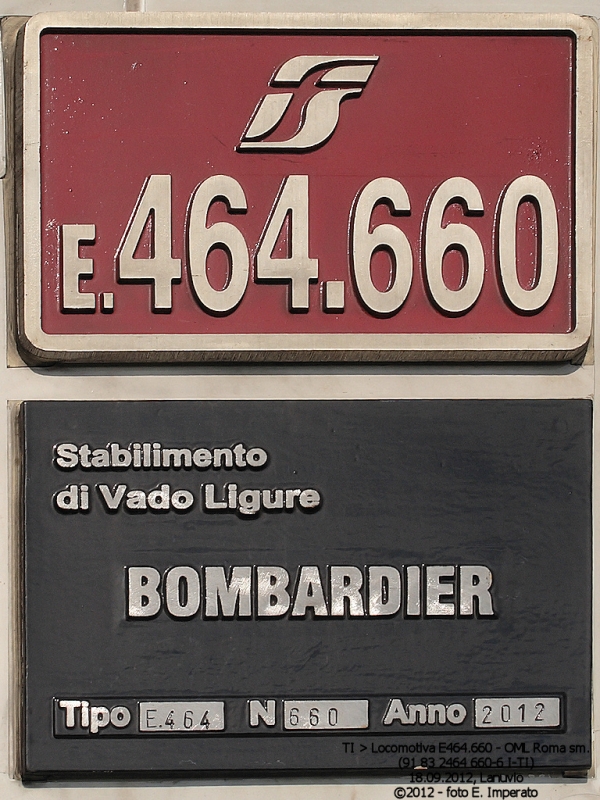 FS
E.464.660
Stabilimento
di Vado Ligure
BOMBARDIER
Tipo E.464 N 660 Anno 2012
TI > Locomotiva E464.660 - OML Roma sm.
(91 83 2464 660-6 I-TI)
18.09.2012, Lanuvio
©2012 - foto E. Imperato